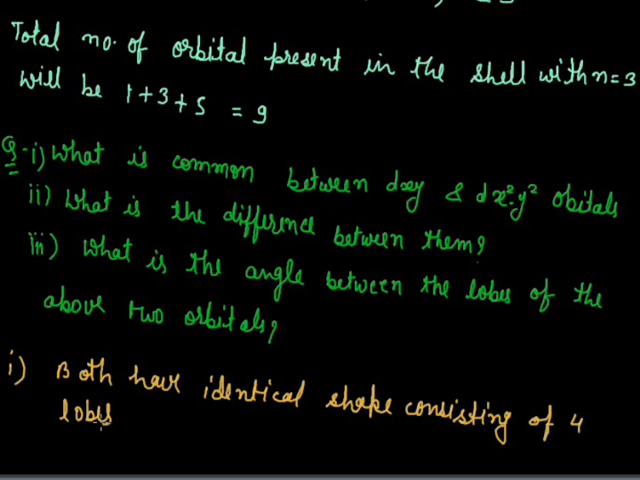 Total no. of orbital present in the shell with n=3
will be 1+3+5 = 9
Q-i) What is common between dxy & dx²-y² obitals
ii) What is the difference between them?
iii) What is the angle between the lobes of the
above two orbitals?
i) Both have identical shape consisting of 4
lobes